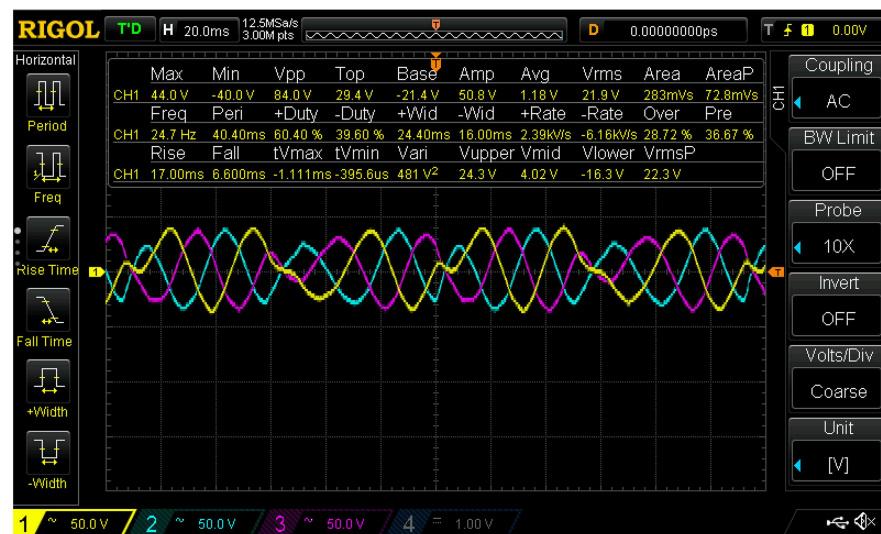 RIGOL T'D H 20.0ms 12.5MSa/s 3.00M pts D 0.00000000ps T 1 0.00V
Horizontal
Period
Freq
Rise Time
Fall Time
+Width
-Width
Max Min Vpp Top Base Amp Avg Vrms Area AreaP
CH1 44.0 V -40.0 V 84.0 V 29.4 V -21.4 V 50.8 V 1.18 V 21.9 V 283mVs 72.8mVs
Freq Peri +Duty -Duty +Wid -Wid +Rate -Rate Over Pre
CH1 24.7 Hz 40.40ms 60.40 % 39.60 % 24.40ms 16.00ms 2.39kV/s -6.16kV/s 28.72 % 36.67 %
Rise Fall tVmax tVmin Vari Vupper Vmid Vlower VrmsP
CH1 17.00ms 6.600ms -1.111ms -395.6us 481 V² 24.3 V 4.02 V -16.3 V 22.3 V
T
1
T
CH1
Coupling
AC
BW Limit
OFF
Probe
10X
Invert
OFF
Volts/Div
Coarse
Unit
[V]
1 ~ 50.0 V 2 ~ 50.0 V 3 ~ 50.0 V 4 = 1.00 V